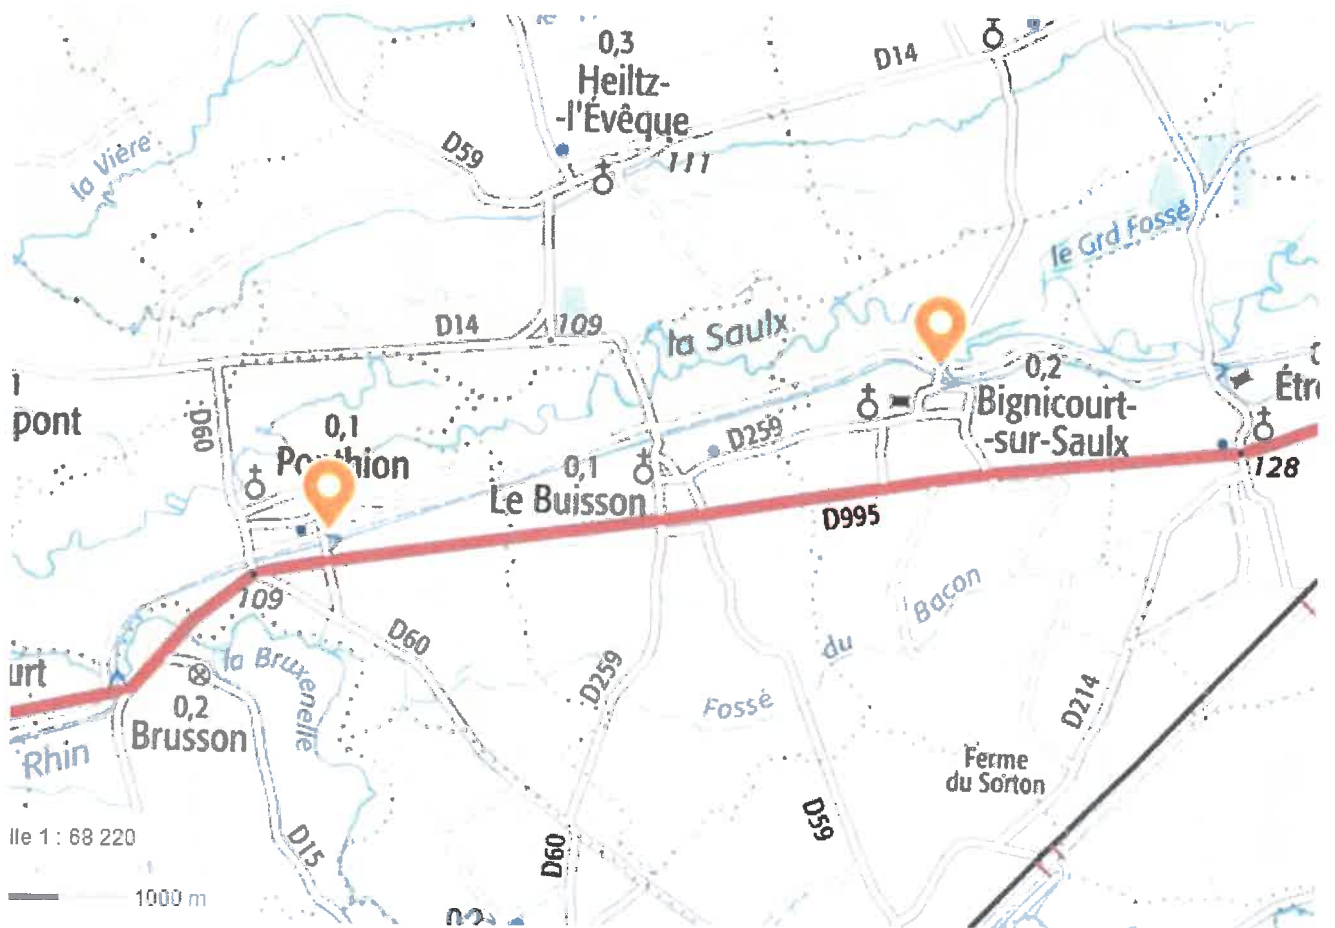 0,3
Heiltz-
-l'Évêque
D14
la Vière
D59
111
le Grd Fossé
D14
109
la Saulx
1
pont
D60
0,1
Ponthion
0,1
Le Buisson
D259
0,2
Bignicourt-
-sur-Saulx
Étr
128
D995
109
D60
la Bruxenelle
urt
0,2
Brusson
Rhin
D259
Fossé
du
Bacon
D214
Ferme
du Sorton
D59
D60
D15
lle 1 : 68 220
1000 m